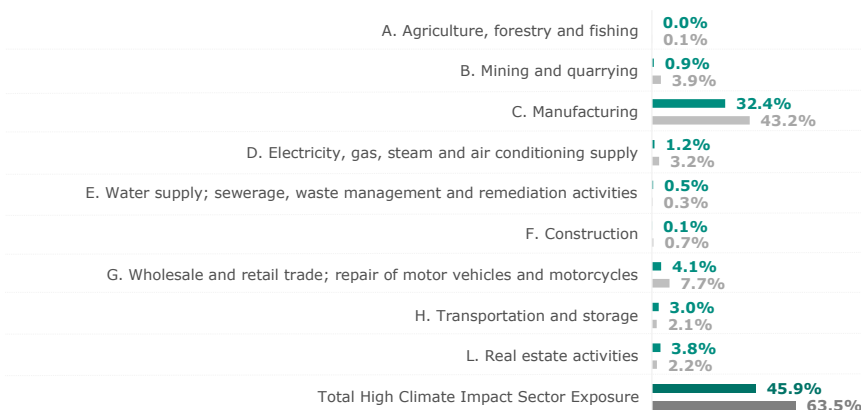 A. Agriculture, forestry and fishing
0.0%
0.1%
B. Mining and quarrying
0.9%
3.9%
C. Manufacturing
32.4%
43.2%
D. Electricity, gas, steam and air conditioning supply
1.2%
3.2%
E. Water supply; sewerage, waste management and remediation activities
0.5%
0.3%
F. Construction
0.1%
0.7%
G. Wholesale and retail trade; repair of motor vehicles and motorcycles
4.1%
7.7%
H. Transportation and storage
3.0%
2.1%
L. Real estate activities
3.8%
2.2%
Total High Climate Impact Sector Exposure
45.9%
63.5%